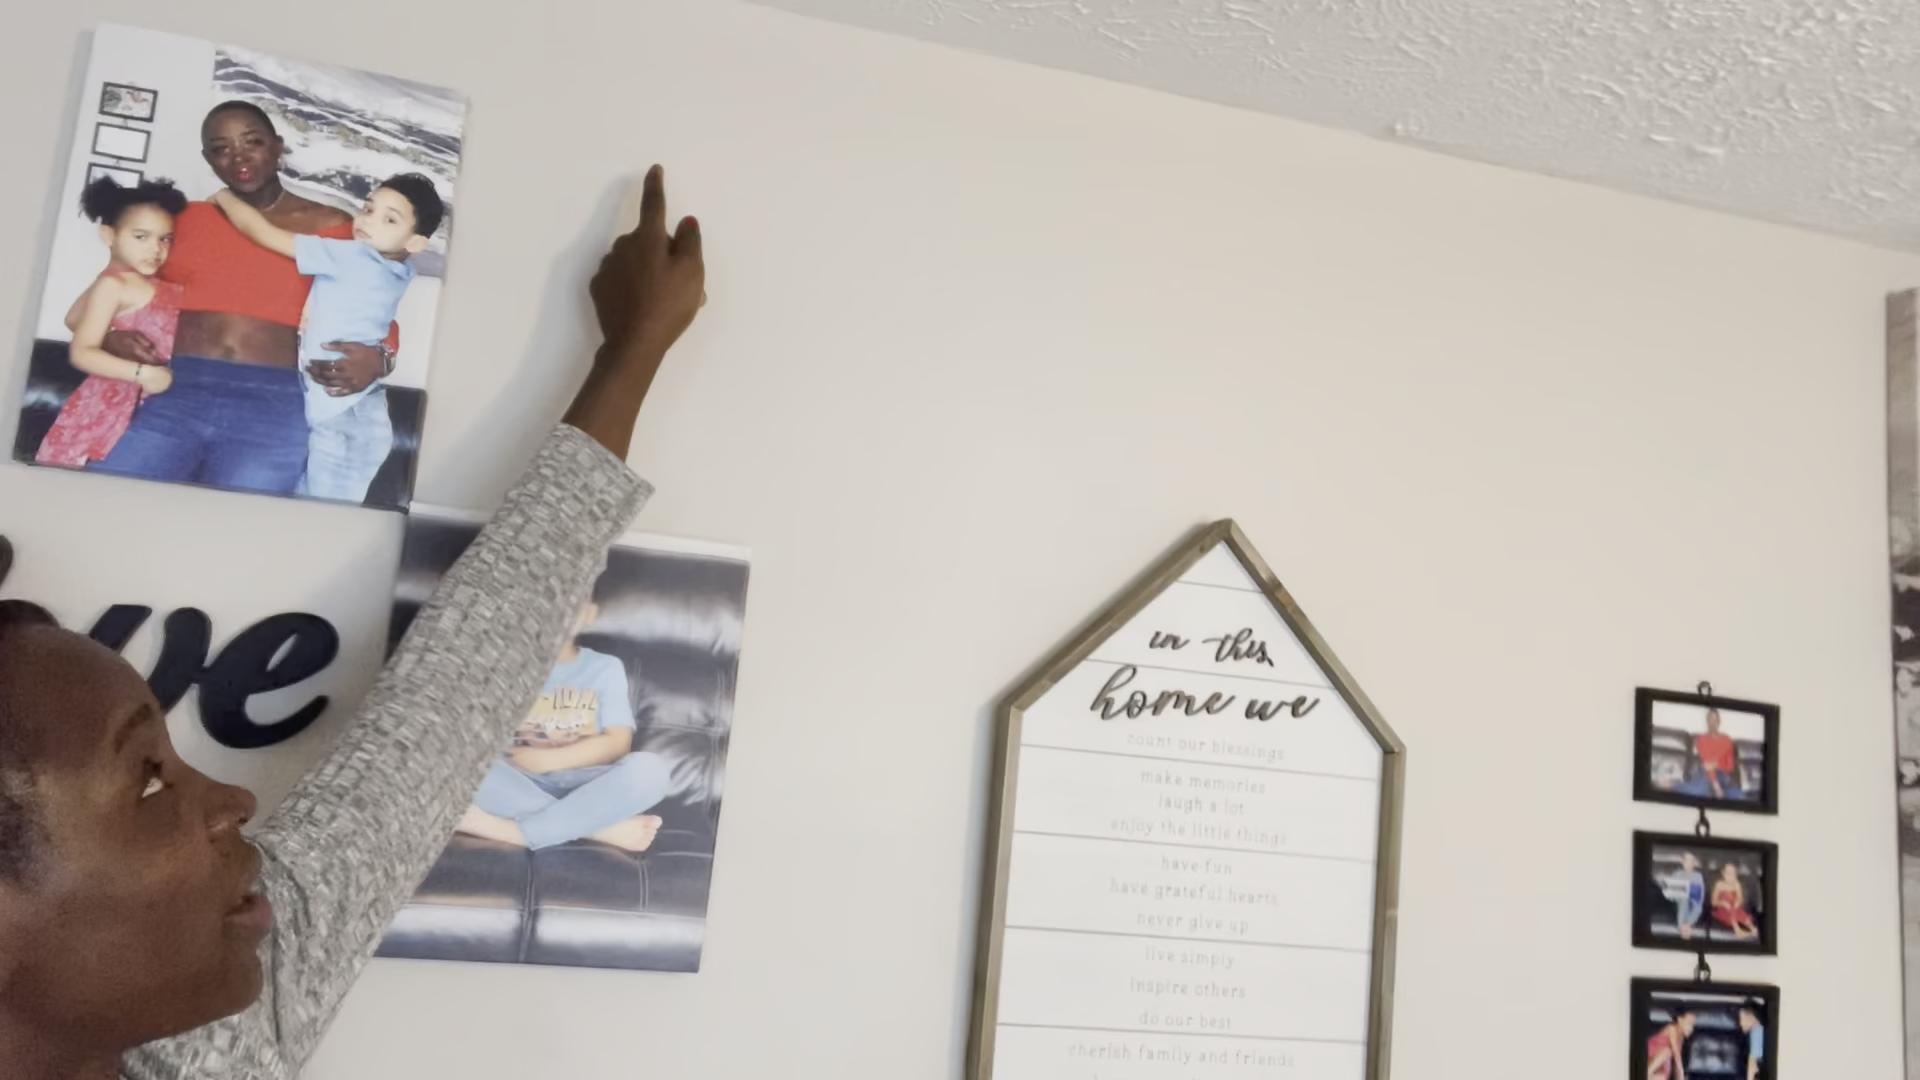 ve
in this
home we
count our blessings
make memories
laugh a lot
enjoy the little things
have fun
have grateful hearts
never give up
live simply
inspire others
do our best
cherish family and friends